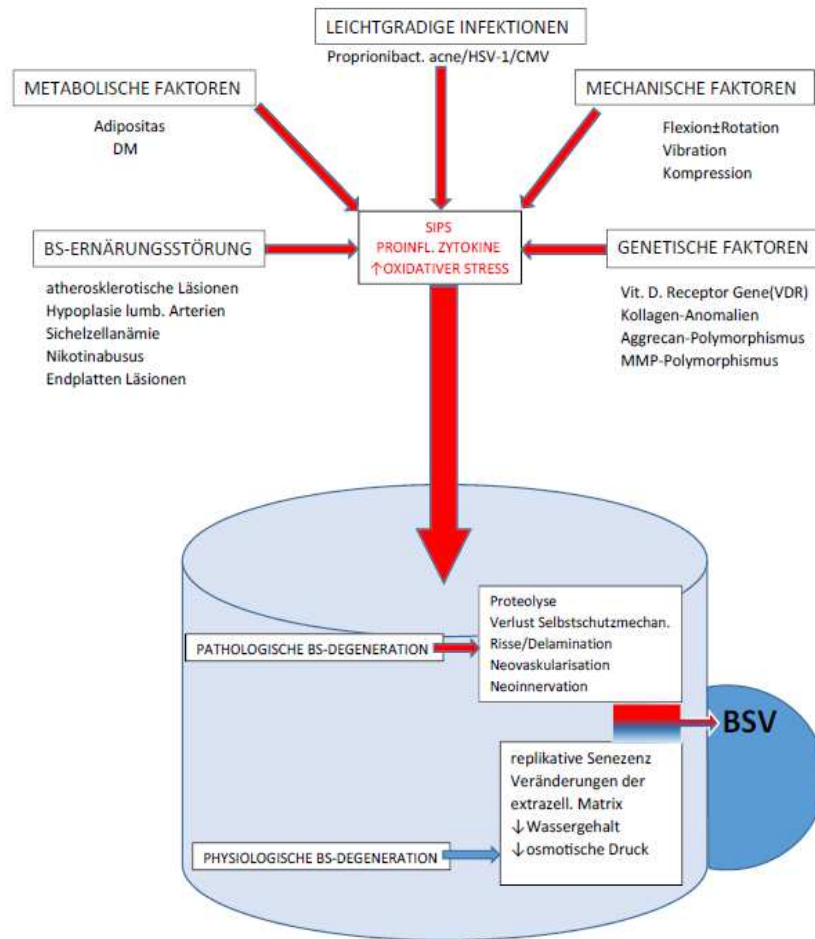 LEICHTGRADIGE INFEKTIONEN
Proprionibact. acne/HSV-1/CMV
METABOLISCHE FAKTOREN
Adipositas
DM
MECHANISCHE FAKTOREN
Flexion±Rotation
Vibration
Kompression
SIPS
PROINFL. ZYTOKINE
↑OXIDATIVER STRESS
BS-ERNÄRUNGSSTÖRUNG
atherosklerotische Läsionen
Hypoplasie lumb. Arterien
Sichelzellanämie
Nikotinabusus
Endplatten Läsionen
GENETISCHE FAKTOREN
Vit. D. Receptor Gene(VDR)
Kollagen-Anomalien
Aggrecan-Polymorphismus
MMP-Polymorphismus
PATHOLOGISCHE BS-DEGENERATION
Proteolyse
Verlust Selbstschutzmechan.
Risse/Delamination
Neovaskularisation
Neoinnervation
BSV
replikative Senezenz
Veränderungen der
extrazell. Matrix
↓Wassergehalt
↓osmotische Druck
PHYSIOLOGISCHE BS-DEGENERATION